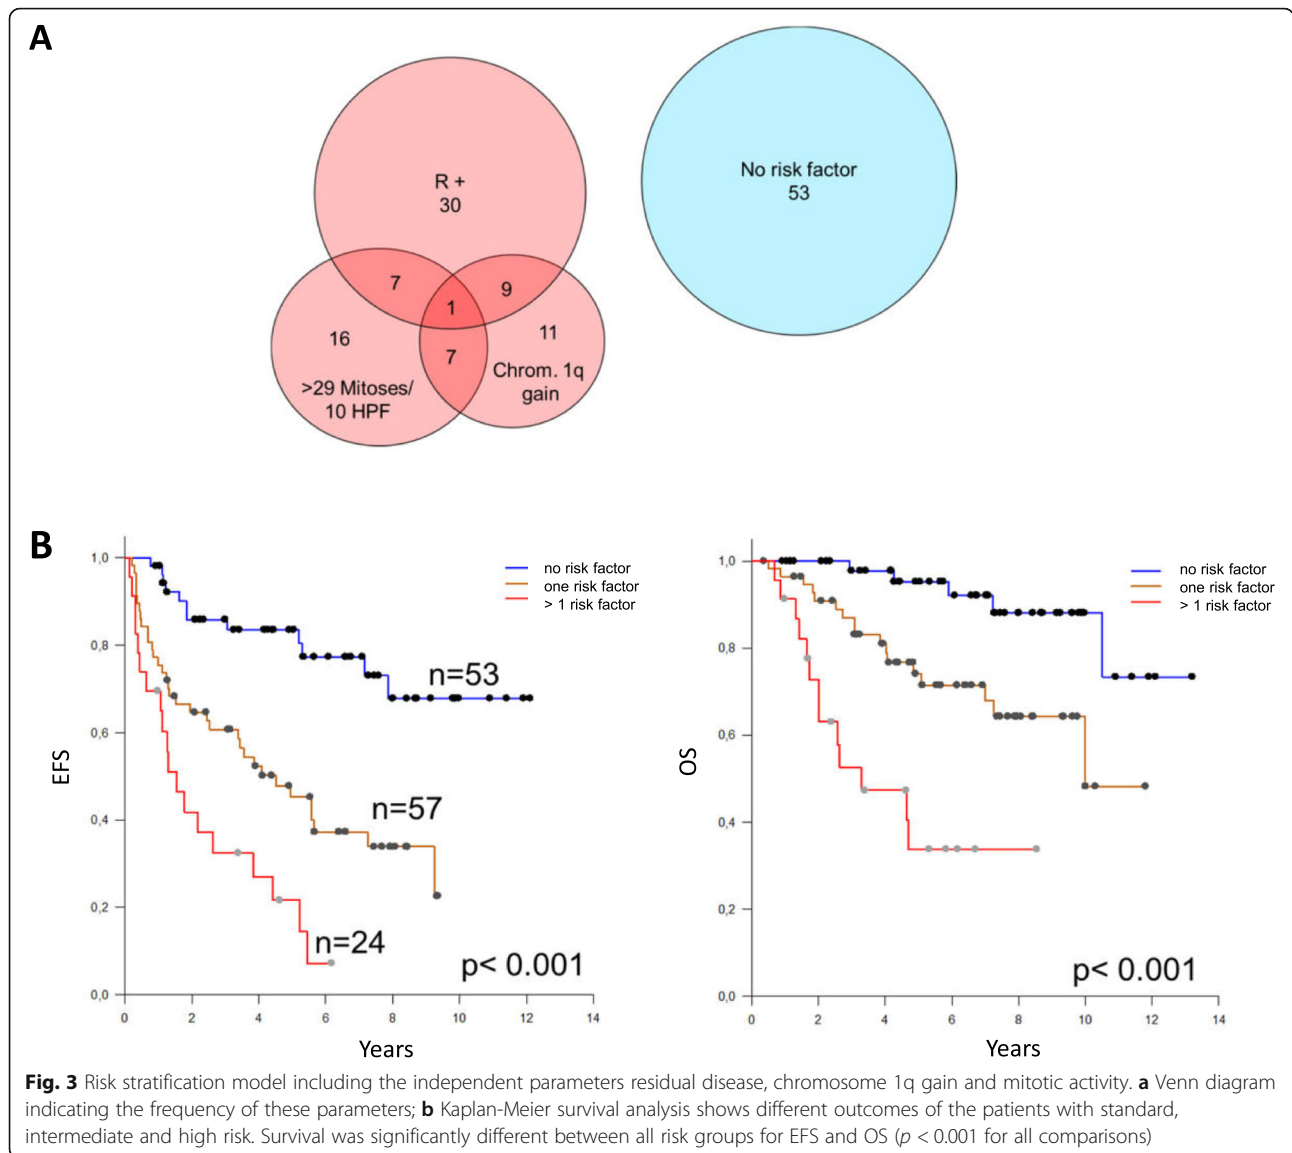 A
R +
30
No risk factor
53
7
9
1
16
11
7
>29 Mitoses/
10 HPF
Chrom. 1q
gain
B
1,0
0,8
0,6
0,4
0,2
0,0
EFS
no risk factor
one risk factor
> 1 risk factor
n=53
n=57
n=24
p< 0.001
0 2 4 6 8 10 12 14
Years
1,0
0,8
0,6
0,4
0,2
0,0
OS
no risk factor
one risk factor
> 1 risk factor
p< 0.001
0 2 4 6 8 10 12 14
Years
Fig. 3 Risk stratification model including the independent parameters residual disease, chromosome 1q gain and mitotic activity. a Venn diagram
indicating the frequency of these parameters; b Kaplan-Meier survival analysis shows different outcomes of the patients with standard,
intermediate and high risk. Survival was significantly different between all risk groups for EFS and OS (p < 0.001 for all comparisons)